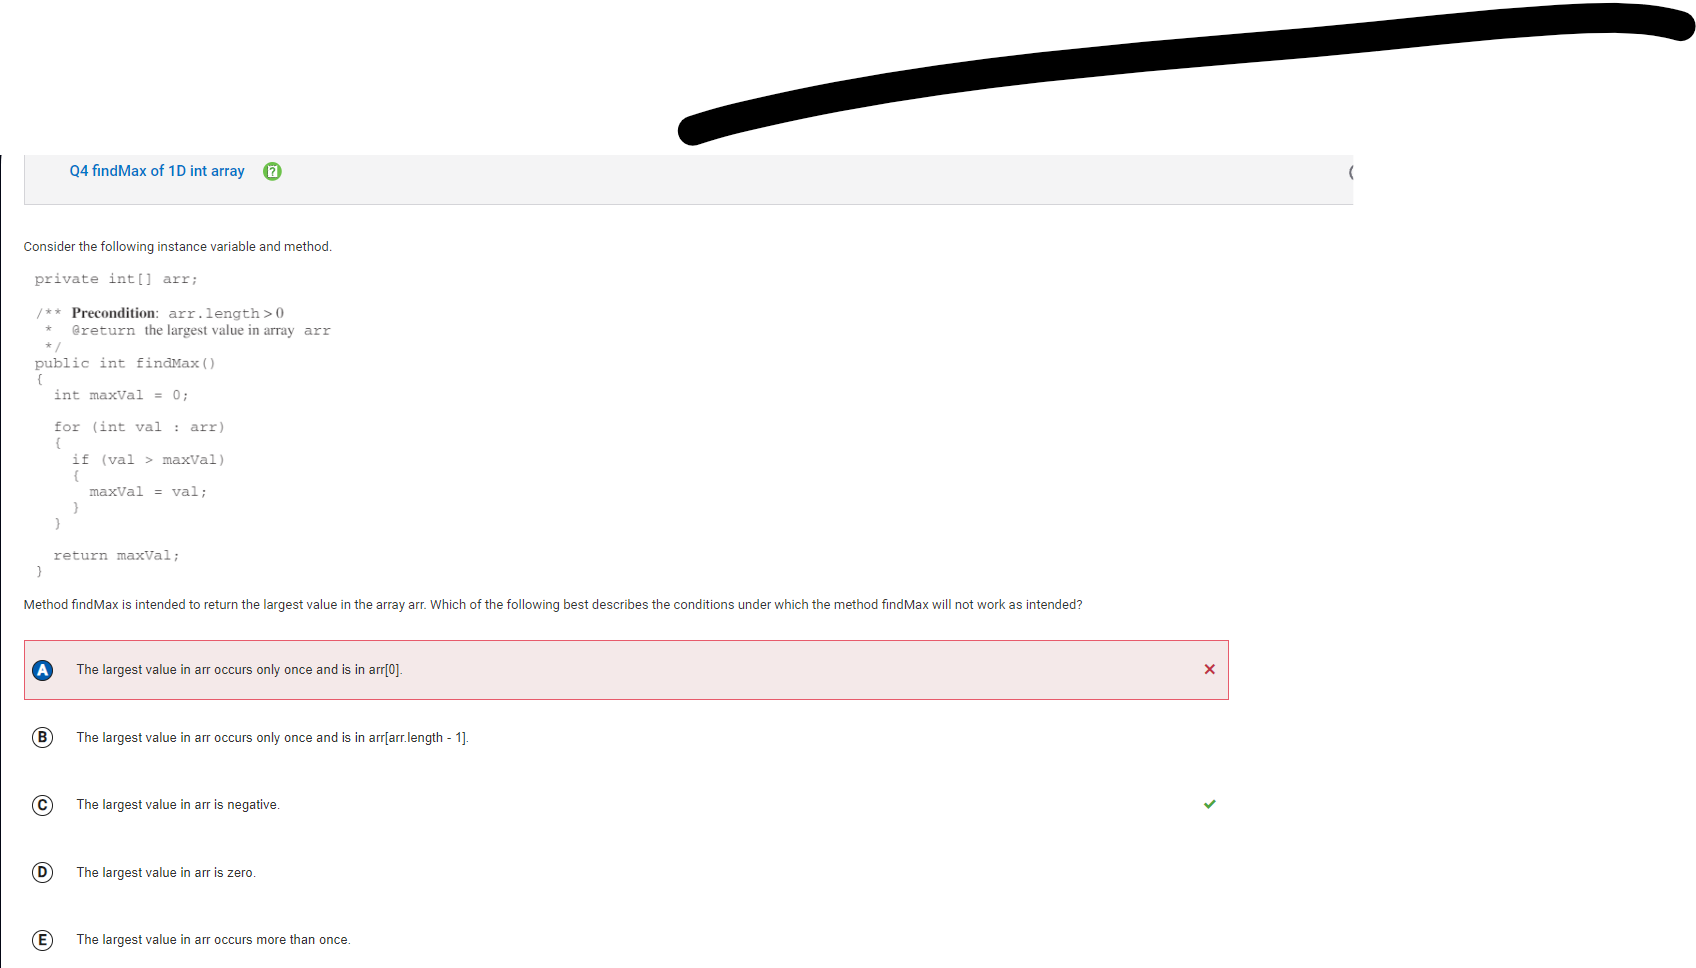 Q4 findMax of 1D int array
Consider the following instance variable and method.
private int[] arr;
/** Precondition: arr.length > 0
* @return the largest value in array arr
*/
public int findMax()
{
int maxVal = 0;
for (int val : arr)
{
if (val > maxVal)
{
maxVal = val;
}
}
return maxVal;
}
Method findMax is intended to return the largest value in the array arr. Which of the following best describes the conditions under which the method findMax will not work as intended?
A The largest value in arr occurs only once and is in arr[0].
B The largest value in arr occurs only once and is in arr[arr.length - 1].
C The largest value in arr is negative.
D The largest value in arr is zero.
E The largest value in arr occurs more than once.